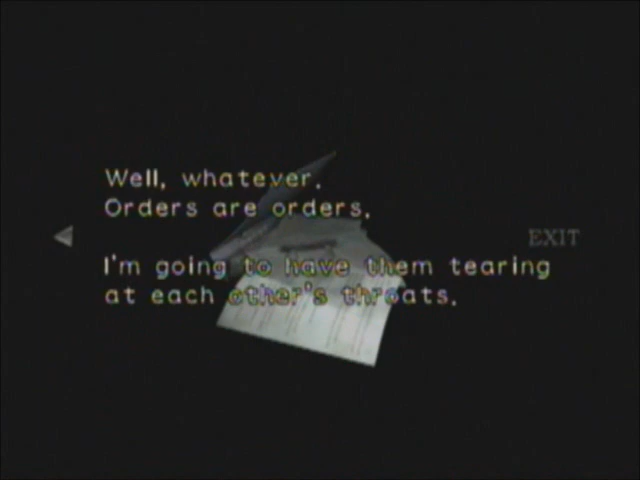 Well, whatever.
Orders are orders.
EXIT
I'm going to have them tearing
at each other's throats.